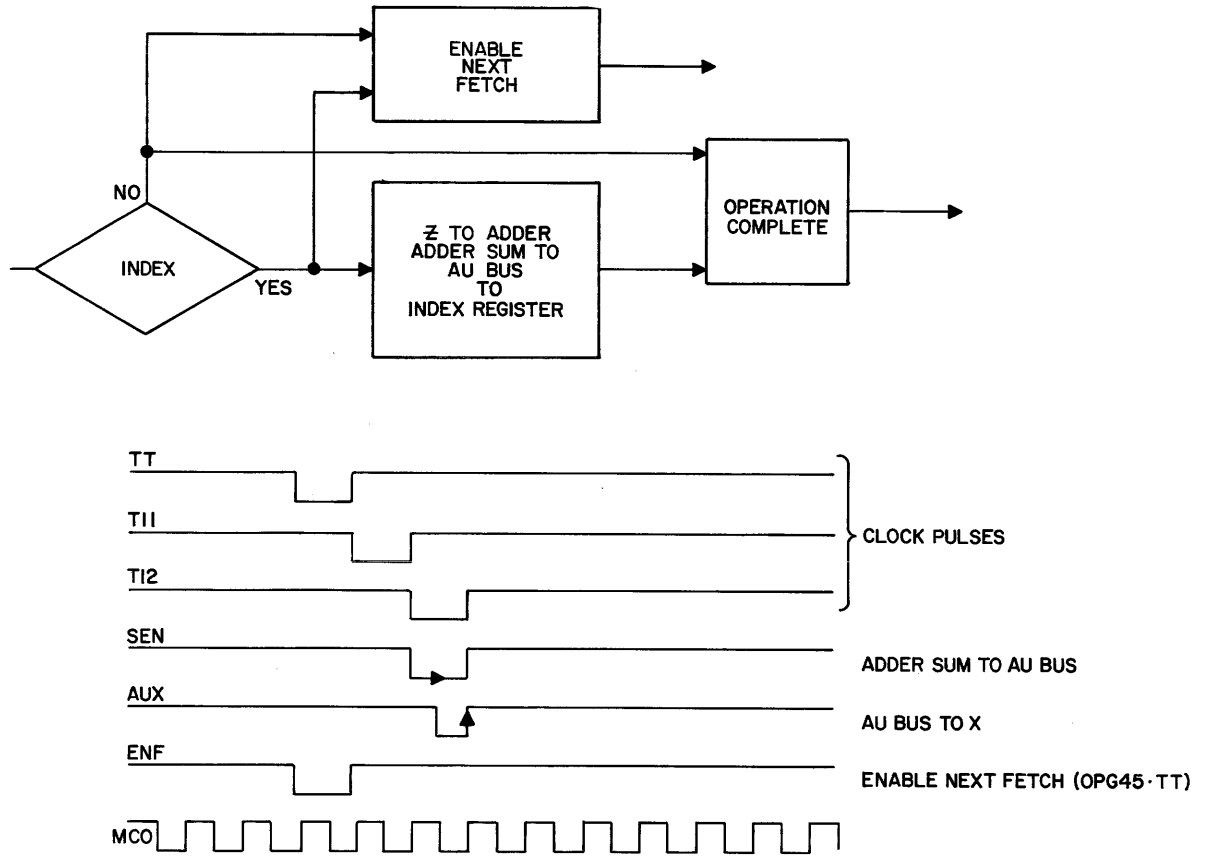 ENABLE
NEXT
FETCH
NO
INDEX
YES
Z TO ADDER
ADDER SUM TO
AU BUS
TO
INDEX REGISTER
OPERATION
COMPLETE
TT
T11
T12
CLOCK PULSES
SEN
ADDER SUM TO AU BUS
AUX
AU BUS TO X
ENF
ENABLE NEXT FETCH (OPG45·TT)
MCO